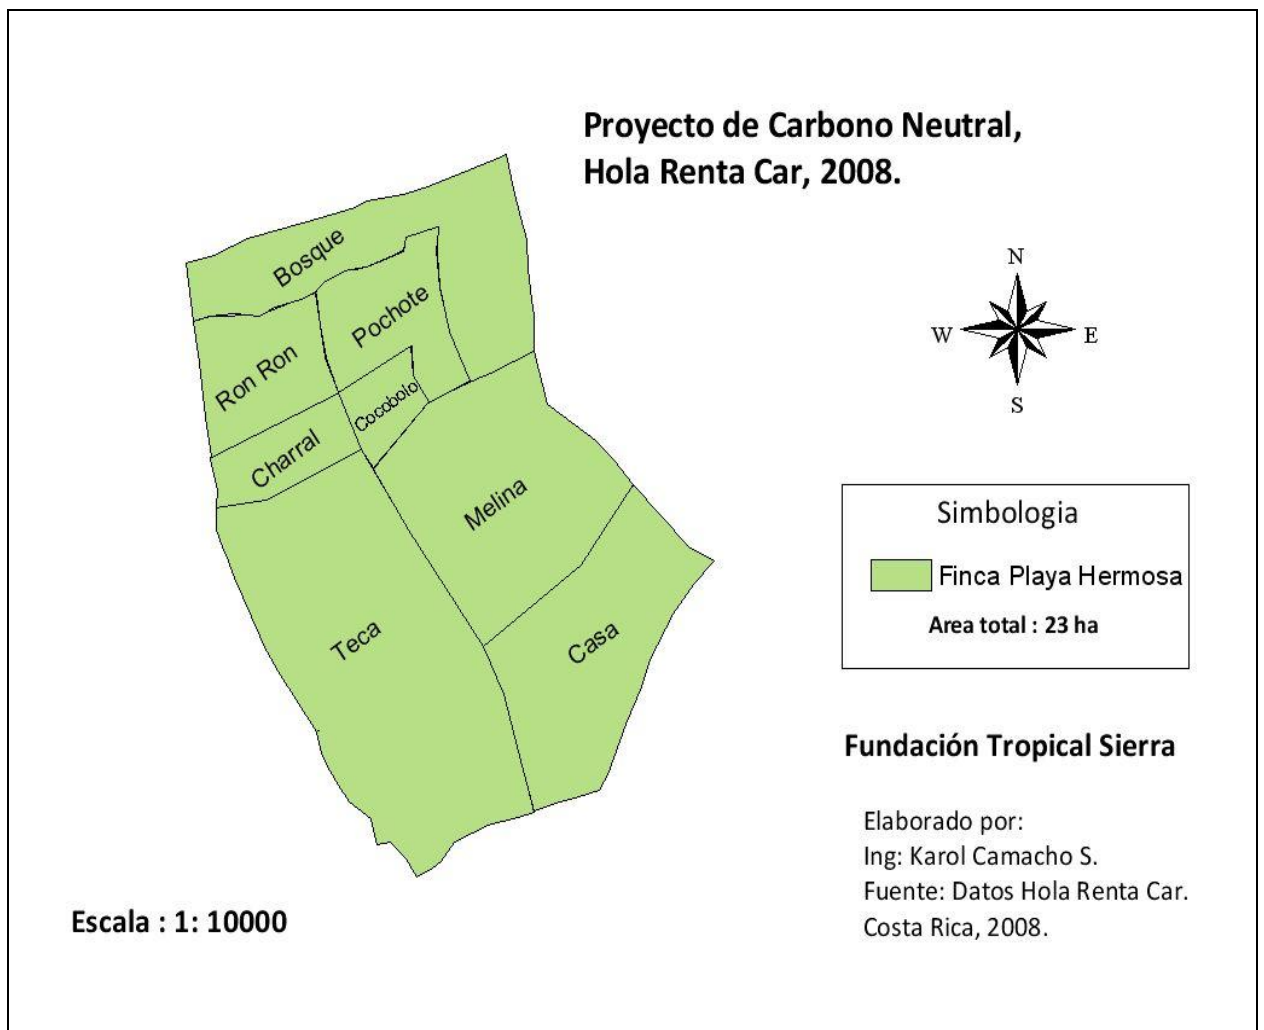 Proyecto de Carbono Neutral,
Hola Renta Car, 2008.
Bosque
Pochote
Ron Ron
Cocobolo
Charral
Melina
Teca
Casa
N
W
E
S
Simbologia
Finca Playa Hermosa
Area total : 23 ha
Fundación Tropical Sierra
Elaborado por:
Ing: Karol Camacho S.
Fuente: Datos Hola Renta Car.
Costa Rica, 2008.
Escala : 1: 10000